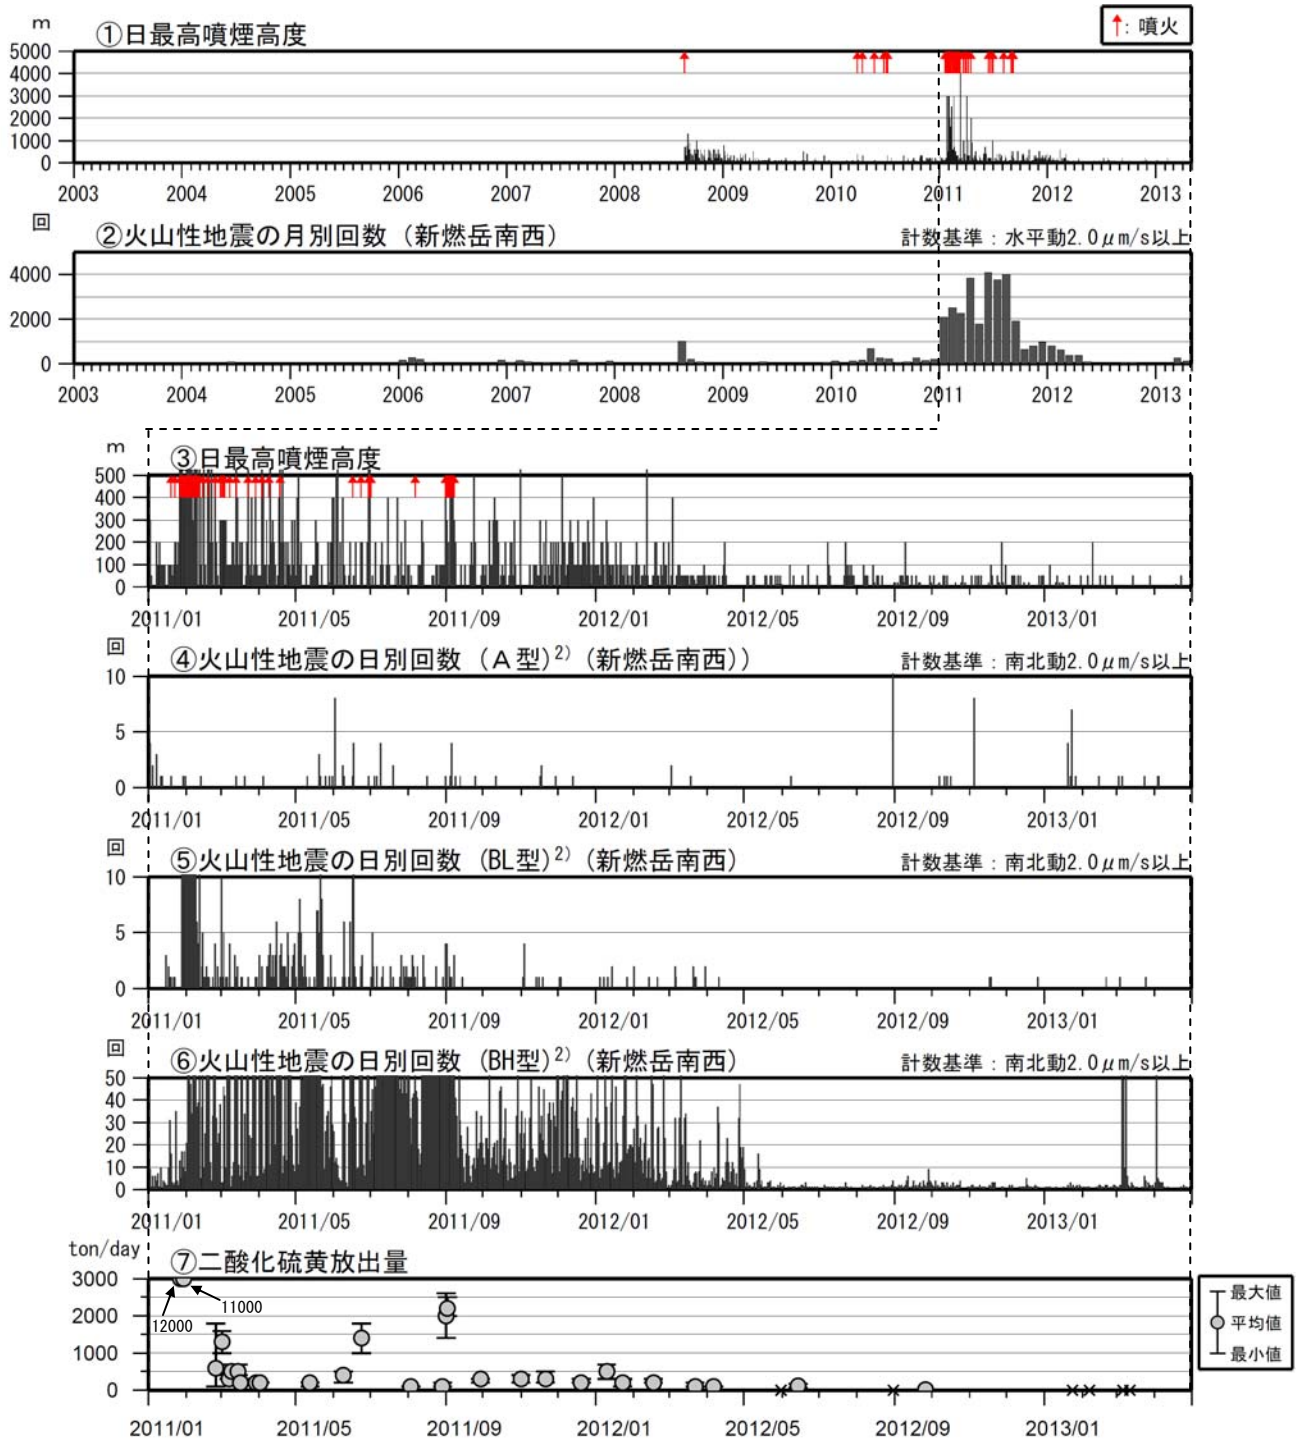 m
①日最高噴煙高度
↑: 噴火
5000
4000
3000
2000
1000
0
2003 2004 2005 2006 2007 2008 2009 2010 2011 2012 2013
回
②火山性地震の月別回数（新燃岳南西）
計数基準：水平動2.0μm/s以上
4000
2000
0
2003 2004 2005 2006 2007 2008 2009 2010 2011 2012 2013
m
③日最高噴煙高度
500
400
300
200
100
0
2011/01 2011/05 2011/09 2012/01 2012/05 2012/09 2013/01
回
④火山性地震の日別回数（Ａ型）2)（新燃岳南西））
計数基準：南北動2.0μm/s以上
10
5
0
2011/01 2011/05 2011/09 2012/01 2012/05 2012/09 2013/01
回
⑤火山性地震の日別回数（BL型）2)（新燃岳南西）
計数基準：南北動2.0μm/s以上
10
5
0
2011/01 2011/05 2011/09 2012/01 2012/05 2012/09 2013/01
回
⑥火山性地震の日別回数（BH型）2)（新燃岳南西）
計数基準：南北動2.0μm/s以上
50
40
30
20
10
0
2011/01 2011/05 2011/09 2012/01 2012/05 2012/09 2013/01
ton/day
⑦二酸化硫黄放出量
3000
2000
1000
0
12000
11000
最大値
平均値
最小値
2011/01 2011/05 2011/09 2012/01 2012/05 2012/09 2013/01